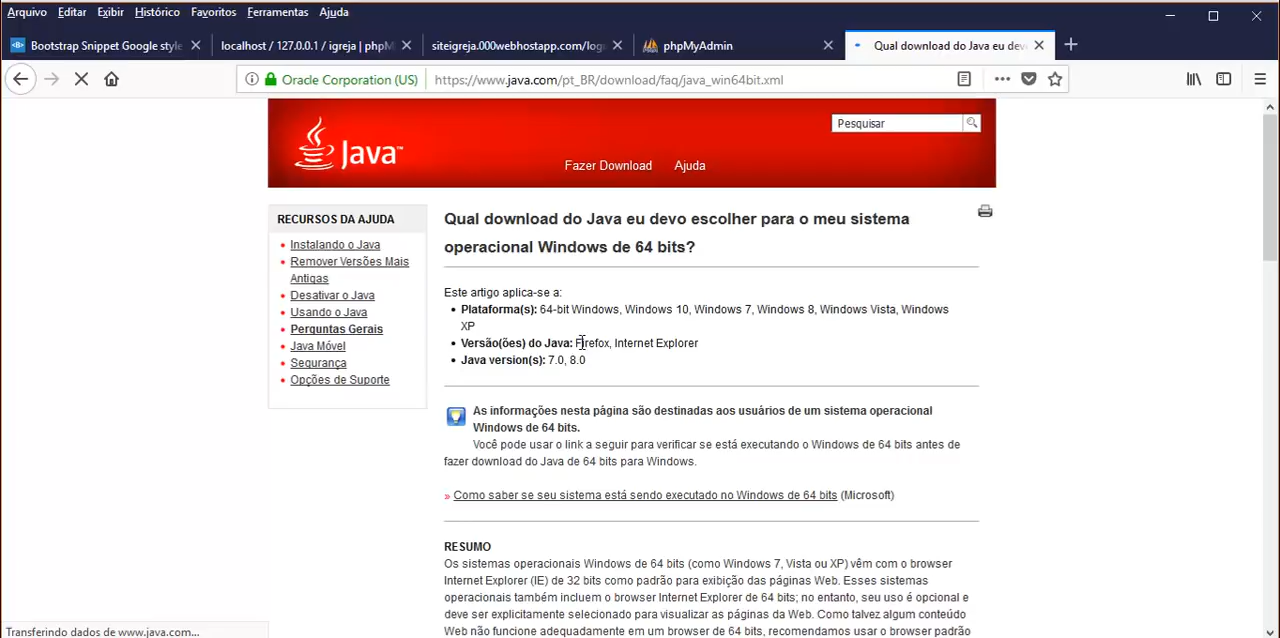 Arquivo Editar Exibir Histórico Favoritos Ferramentas Ajuda
Bootstrap Snippet Google style
localhost / 127.0.0.1 / igreja | phpM
siteigreja.000webhostapp.com/log
phpMyAdmin
Qual download do Java eu dev
Oracle Corporation (US)
https://www.java.com/pt_BR/download/faq/java_win64bit.xml
Java™
Pesquisar
Fazer Download Ajuda
RECURSOS DA AJUDA
Instalando o Java
Remover Versões Mais
Antigas
Desativar o Java
Usando o Java
Perguntas Gerais
Java Móvel
Segurança
Opções de Suporte
Qual download do Java eu devo escolher para o meu sistema
operacional Windows de 64 bits?
Este artigo aplica-se a:
Plataforma(s): 64-bit Windows, Windows 10, Windows 7, Windows 8, Windows Vista, Windows
XP
Versão(ões) do Java: Firefox, Internet Explorer
Java version(s): 7.0, 8.0
As informações nesta página são destinadas aos usuários de um sistema operacional
Windows de 64 bits.
Você pode usar o link a seguir para verificar se está executando o Windows de 64 bits antes de
fazer download do Java de 64 bits para Windows.
» Como saber se seu sistema está sendo executado no Windows de 64 bits (Microsoft)
RESUMO
Os sistemas operacionais Windows de 64 bits (como Windows 7, Vista ou XP) vêm com o browser
Internet Explorer (IE) de 32 bits como padrão para exibição das páginas Web. Esses sistemas
operacionais também incluem o browser Internet Explorer de 64 bits; no entanto, seu uso é opcional e
deve ser explicitamente selecionado para visualizar as páginas da Web. Como talvez algum conteúdo
Web não funcione adequadamente em um browser de 64 bits, recomendamos usar o browser padrão
Transferindo dados de www.java.com...